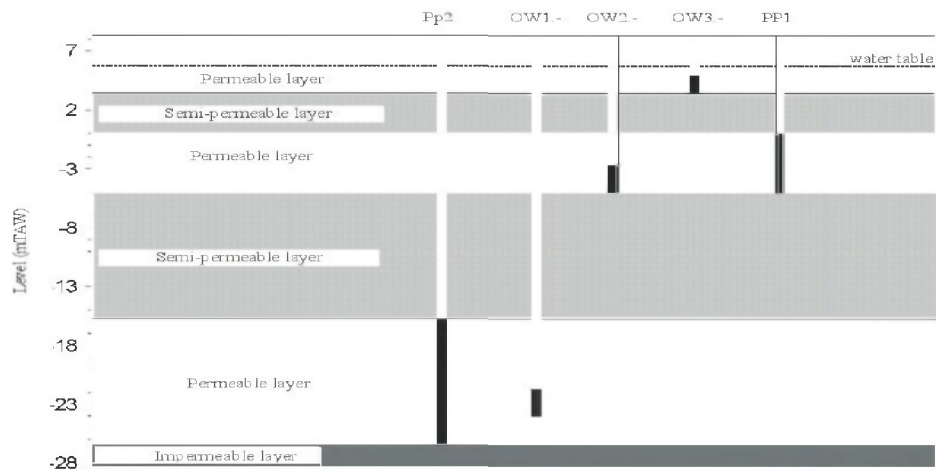 Pp2 OW1.- OW2.- OW3.- PP1
7
water table
Permeable layer
2
Semi-permeable layer
Permeable layer
-3
Level (mTAW)
-8
Semi-permeable layer
-13
-18
Permeable layer
-23
Impermeable layer
-28